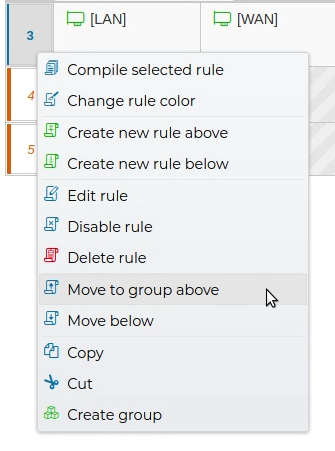 3 [LAN] [WAN]
Compile selected rule
4 Change rule color
Create new rule above
5 Create new rule below
Edit rule
Disable rule
Delete rule
Move to group above
Move below
Copy
Cut
Create group